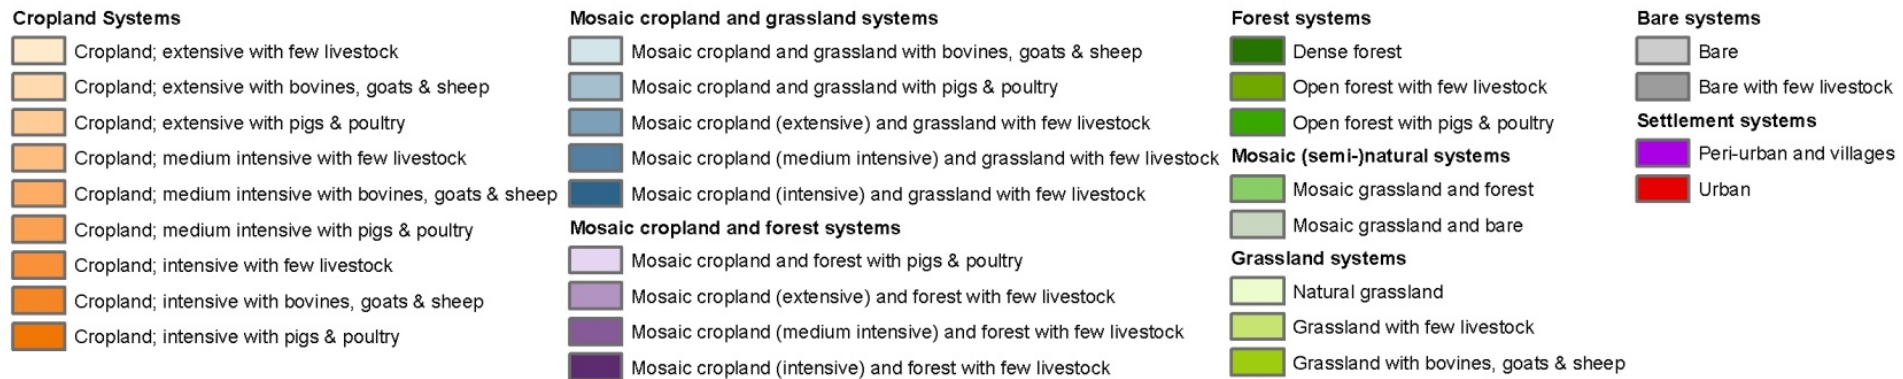 Cropland Systems
Cropland; extensive with few livestock
Cropland; extensive with bovines, goats & sheep
Cropland; extensive with pigs & poultry
Cropland; medium intensive with few livestock
Cropland; medium intensive with bovines, goats & sheep
Cropland; medium intensive with pigs & poultry
Cropland; intensive with few livestock
Cropland; intensive with bovines, goats & sheep
Cropland; intensive with pigs & poultry
Mosaic cropland and grassland systems
Mosaic cropland and grassland with bovines, goats & sheep
Mosaic cropland and grassland with pigs & poultry
Mosaic cropland (extensive) and grassland with few livestock
Mosaic cropland (medium intensive) and grassland with few livestock
Mosaic cropland (intensive) and grassland with few livestock
Mosaic cropland and forest systems
Mosaic cropland and forest with pigs & poultry
Mosaic cropland (extensive) and forest with few livestock
Mosaic cropland (medium intensive) and forest with few livestock
Mosaic cropland (intensive) and forest with few livestock
Forest systems
Dense forest
Open forest with few livestock
Open forest with pigs & poultry
Mosaic (semi-)natural systems
Mosaic grassland and forest
Mosaic grassland and bare
Grassland systems
Natural grassland
Grassland with few livestock
Grassland with bovines, goats & sheep
Bare systems
Bare
Bare with few livestock
Settlement systems
Peri-urban and villages
Urban